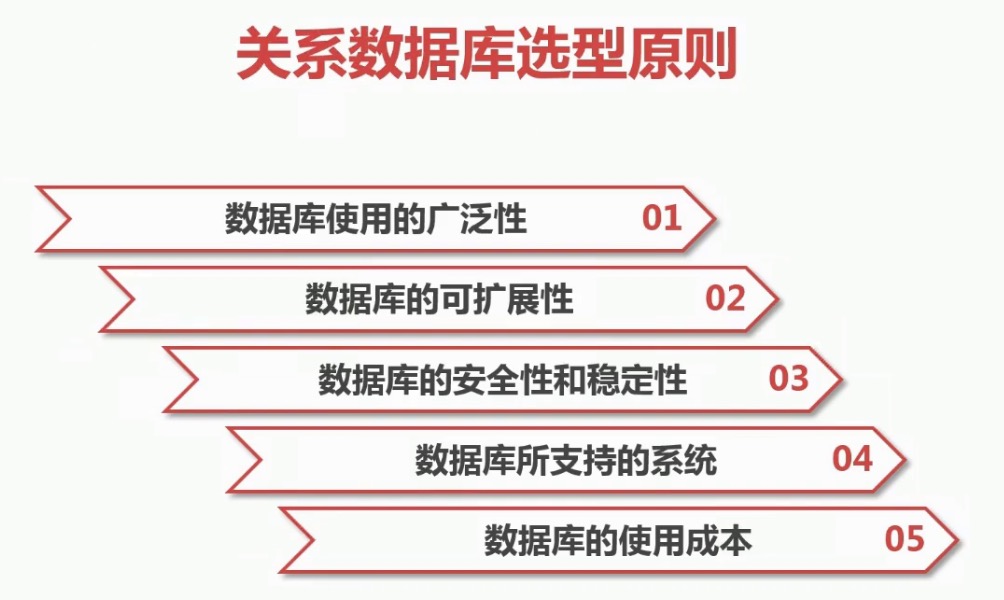 关系数据库选型原则
数据库使用的广泛性 01
数据库的可扩展性 02
数据库的安全性和稳定性 03
数据库所支持的系统 04
数据库的使用成本 05